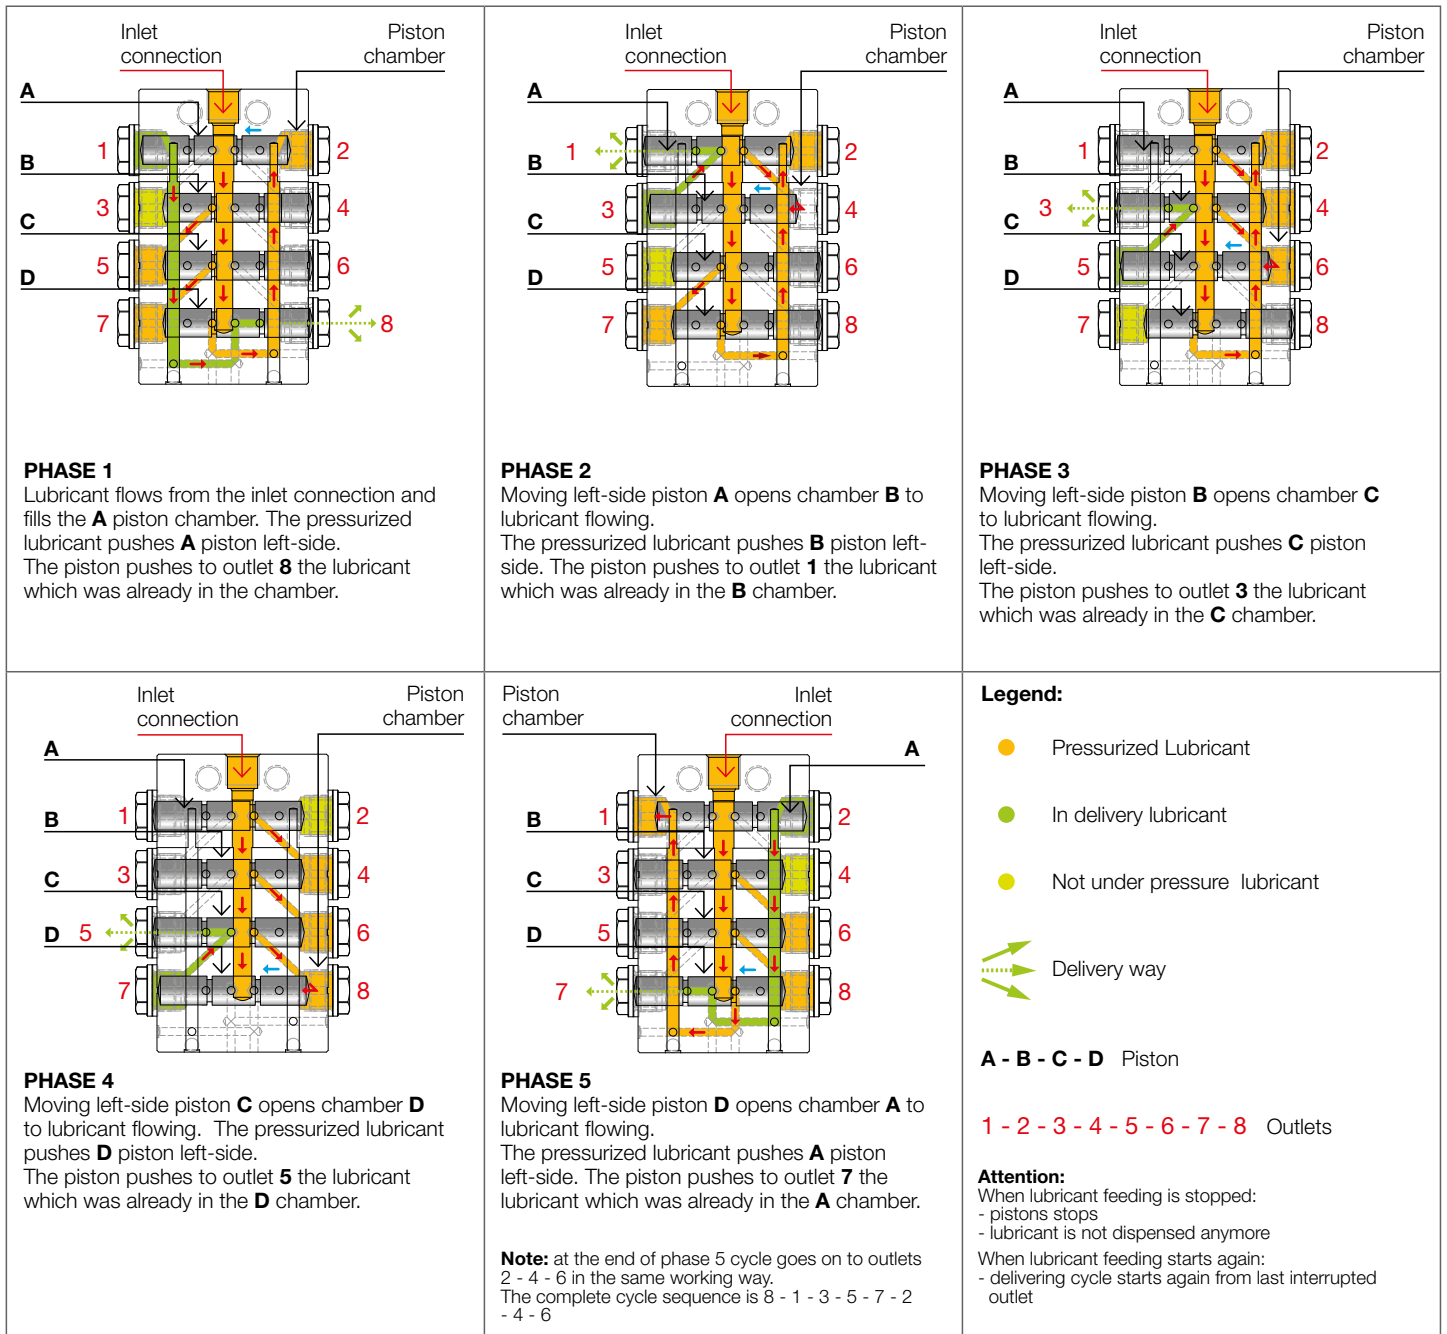 Inlet
connection
Piston
chamber
A
B
C
D
1
2
3
4
5
6
7
8
PHASE 1
Lubricant flows from the inlet connection and
fills the A piston chamber. The pressurized
lubricant pushes A piston left-side.
The piston pushes to outlet 8 the lubricant
which was already in the chamber.
Inlet
connection
Piston
chamber
A
B
C
D
1
2
3
4
5
6
7
8
PHASE 2
Moving left-side piston A opens chamber B to
lubricant flowing.
The pressurized lubricant pushes B piston left-
side. The piston pushes to outlet 1 the lubricant
which was already in the B chamber.
Inlet
connection
Piston
chamber
A
B
C
D
1
2
3
4
5
6
7
8
PHASE 3
Moving left-side piston B opens chamber C
to lubricant flowing.
The pressurized lubricant pushes C piston
left-side.
The piston pushes to outlet 3 the lubricant
which was already in the C chamber.
Inlet
connection
Piston
chamber
A
B
C
D
1
2
3
4
5
6
7
8
PHASE 4
Moving left-side piston C opens chamber D
to lubricant flowing. The pressurized lubricant
pushes D piston left-side.
The piston pushes to outlet 5 the lubricant
which was already in the D chamber.
Piston
chamber
Inlet
connection
A
B
C
D
1
2
3
4
5
6
7
8
PHASE 5
Moving left-side piston D opens chamber A to
lubricant flowing.
The pressurized lubricant pushes A piston
left-side. The piston pushes to outlet 7 the
lubricant which was already in the A chamber.
Note: at the end of phase 5 cycle goes on to outlets
2 - 4 - 6 in the same working way.
The complete cycle sequence is 8 - 1 - 3 - 5 - 7 - 2
- 4 - 6
Legend:
Pressurized Lubricant
In delivery lubricant
Not under pressure lubricant
Delivery way
A - B - C - D Piston
1 - 2 - 3 - 4 - 5 - 6 - 7 - 8 Outlets
Attention:
When lubricant feeding is stopped:
- pistons stops
- lubricant is not dispensed anymore
When lubricant feeding starts again:
- delivering cycle starts again from last interrupted
outlet